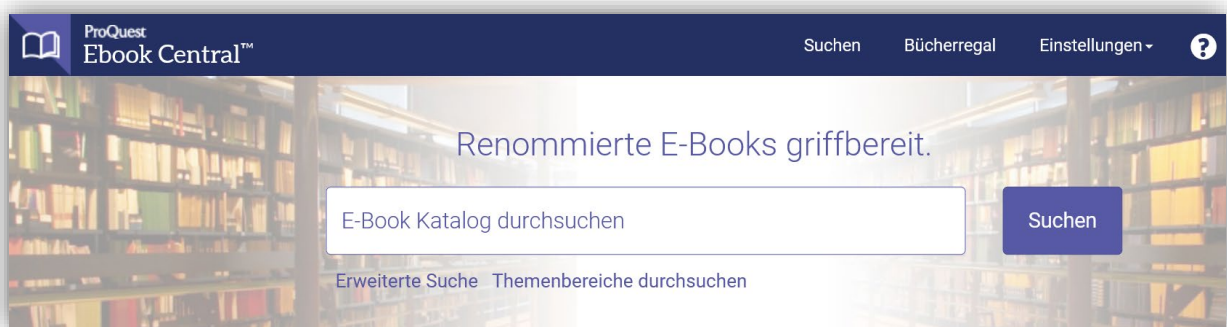 ProQuest
Ebook Central™
Suchen Bücherregal Einstellungen
?
Renommierte E-Books griffbereit.
E-Book Katalog durchsuchen
Suchen
Erweiterte Suche Themenbereiche durchsuchen